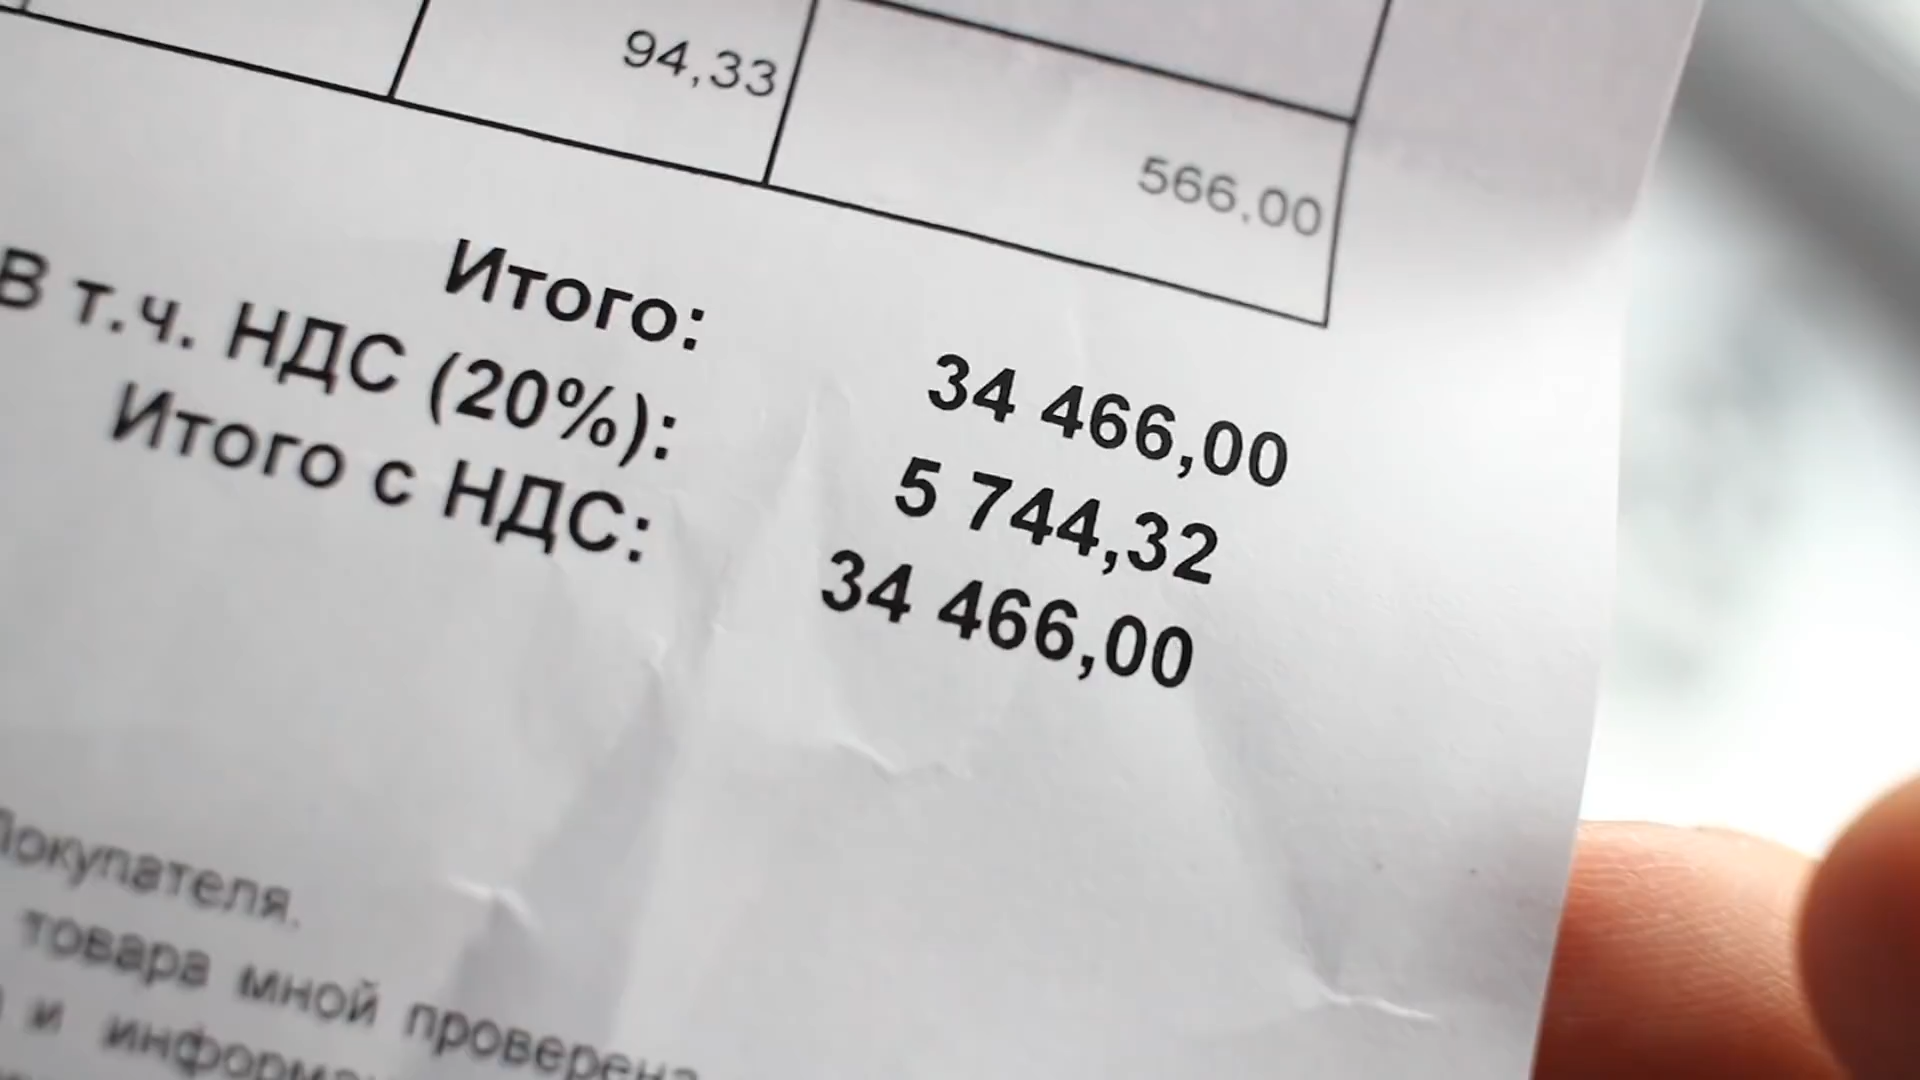 94,33 566,00
Итого: 34 466,00
В т.ч. НДС (20%): 5 744,32
Итого с НДС: 34 466,00
Покупателя.
товара мной проверена
и